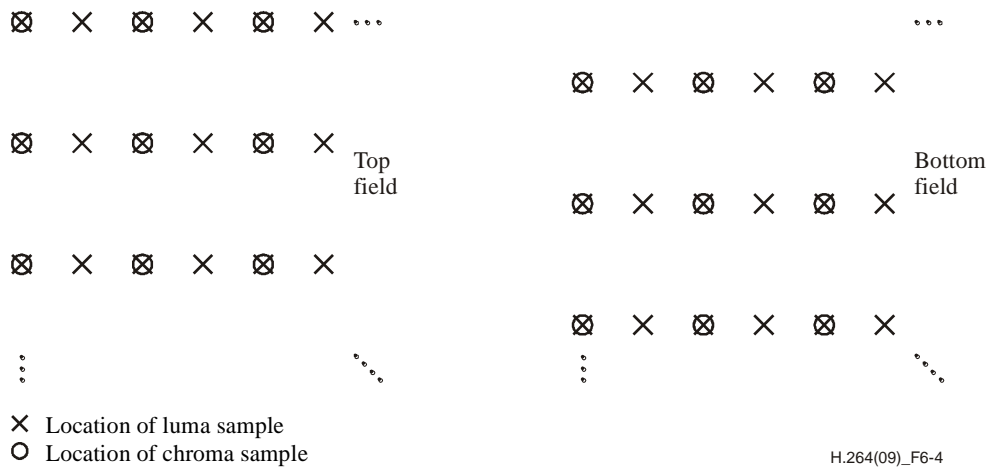 Top
field
Bottom
field
Location of luma sample
Location of chroma sample
H.264(09)_F6-4